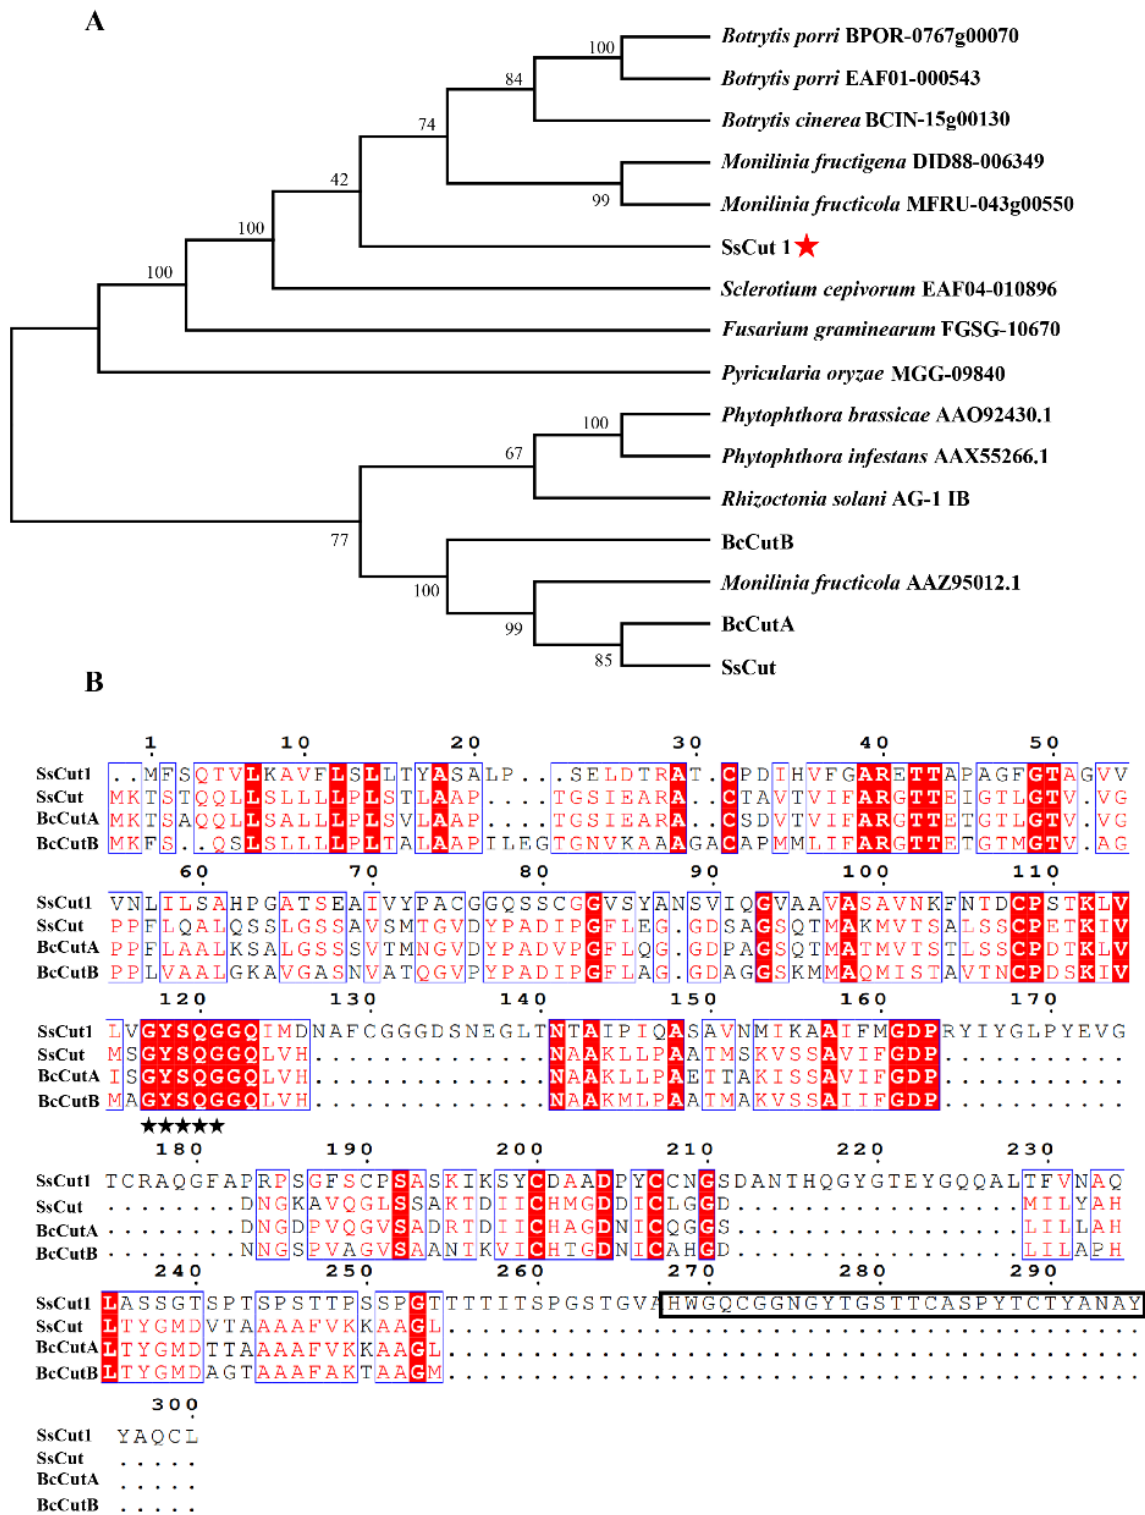 A
Botrytis porri BPOR-0767g00070
100
Botrytis porri EAF01-000543
84
Botrytis cinerea BCIN-15g00130
74
Monilinia fructigena DID88-006349
42
99
Monilinia fructicola MFRU-043g00550
100
SsCut 1
100
Sclerotium cepivorum EAF04-010896
Fusarium graminearum FGSG-10670
Pyricularia oryzae MGG-09840
Phytophthora brassicae AAO92430.1
100
Phytophthora infestans AAX55266.1
67
Rhizoctonia solani AG-1 IB
77
BcCutB
100
Monilinia fructicola AAZ95012.1
99
BcCutA
85
SsCut
B
1 10 20 30 40 50
SsCut1 ..MFSQTVLKAVFLSLLTYASALP...SELDTRAT.CPDIHVFGARETTAPAGFGTAGVV
SsCut MKTSTQQLLSLLLLPLSTLAAP....TGSIEARA..CTAVTVIFARGTTEIGTLGTV.VG
BcCutA MKTSAQQLLSALLLPLSVLAAP....TGSIEARA..CSDVTVIFARGTTETGTLGTV.VG
BcCutB MKFS..QSLSLLLLPLTALAAPILEGTGNVKAAAGACAPMMLIFARGTTETGTMGTV.AG
60 70 80 90 100 110
SsCut1 VNLILSAHPGATSEAIVYPACGGQSSCGGVSYANSVIQGVAAVASAVNKFNTDCPSTKLV
SsCut PPFLQALQSSLGSSAVSMTGVDYPADIPGFLEG.GDSAGSQTMAKMVTSALSSCPETKIV
BcCutA PPFLAALKSALGSSSVTMNGVDYPADVPGFLQG.GDPAGSQTMATMVTSTLSSCPDTKLV
BcCutB PPLVAALGKAVGASNVATQGVPYPADIPGFLAG.GDAGGSKMMAQMISTAVTNCPDSKIV
120 130 140 150 160 170
SsCut1 LVGYSQGGQIMDNAFCGGGDSNEGLTNTAIPIQASAVNMIKAAIFMGDPRYIYGLPYEVG
SsCut MSGYSQGGQLVH..............NAAKLLPAATMSKVSSAVIFGDP...........
BcCutA ISGYSQGGQLVH..............NAAKLLPAETTAKISSAVIFGDP...........
BcCutB MAGYSQGGQLVH..............NAAKMLPAATMAKVSSAIIFGDP...........
★★★★★
180 190 200 210 220 230
SsCut1 TCRAQGFAPRPSGFSCPSASKIKSYCDAADPYCCNGSDANTHQGYGTEYGQQALTFVNAQ
SsCut ........DNGKAVQGLSSAKTDIICHMGDDICLGGD.................MILYAH
BcCutA ........DNGDPVQGVSADRTDIICHAGDNICQGGS.................LILLAH
BcCutB ........NNGSPVAGVSAANTKVICHTGDNICAHGD.................LILAPH
240 250 260 270 280 290
SsCut1 LASSGTSPTSPSTTPSSPGTTTTITSPGSTGVAHWGQCGGNGYTGSTTCASPYTCTYANAY
SsCut LTYGMDVTAAAAFVKKAAGL.........................................
BcCutA LTYGMDTTAAAAFVKKAAGL.........................................
BcCutB LTYGMDAGTAAAFAKTAAGM.........................................
300
SsCut1 YAQCL
SsCut .....
BcCutA .....
BcCutB .....